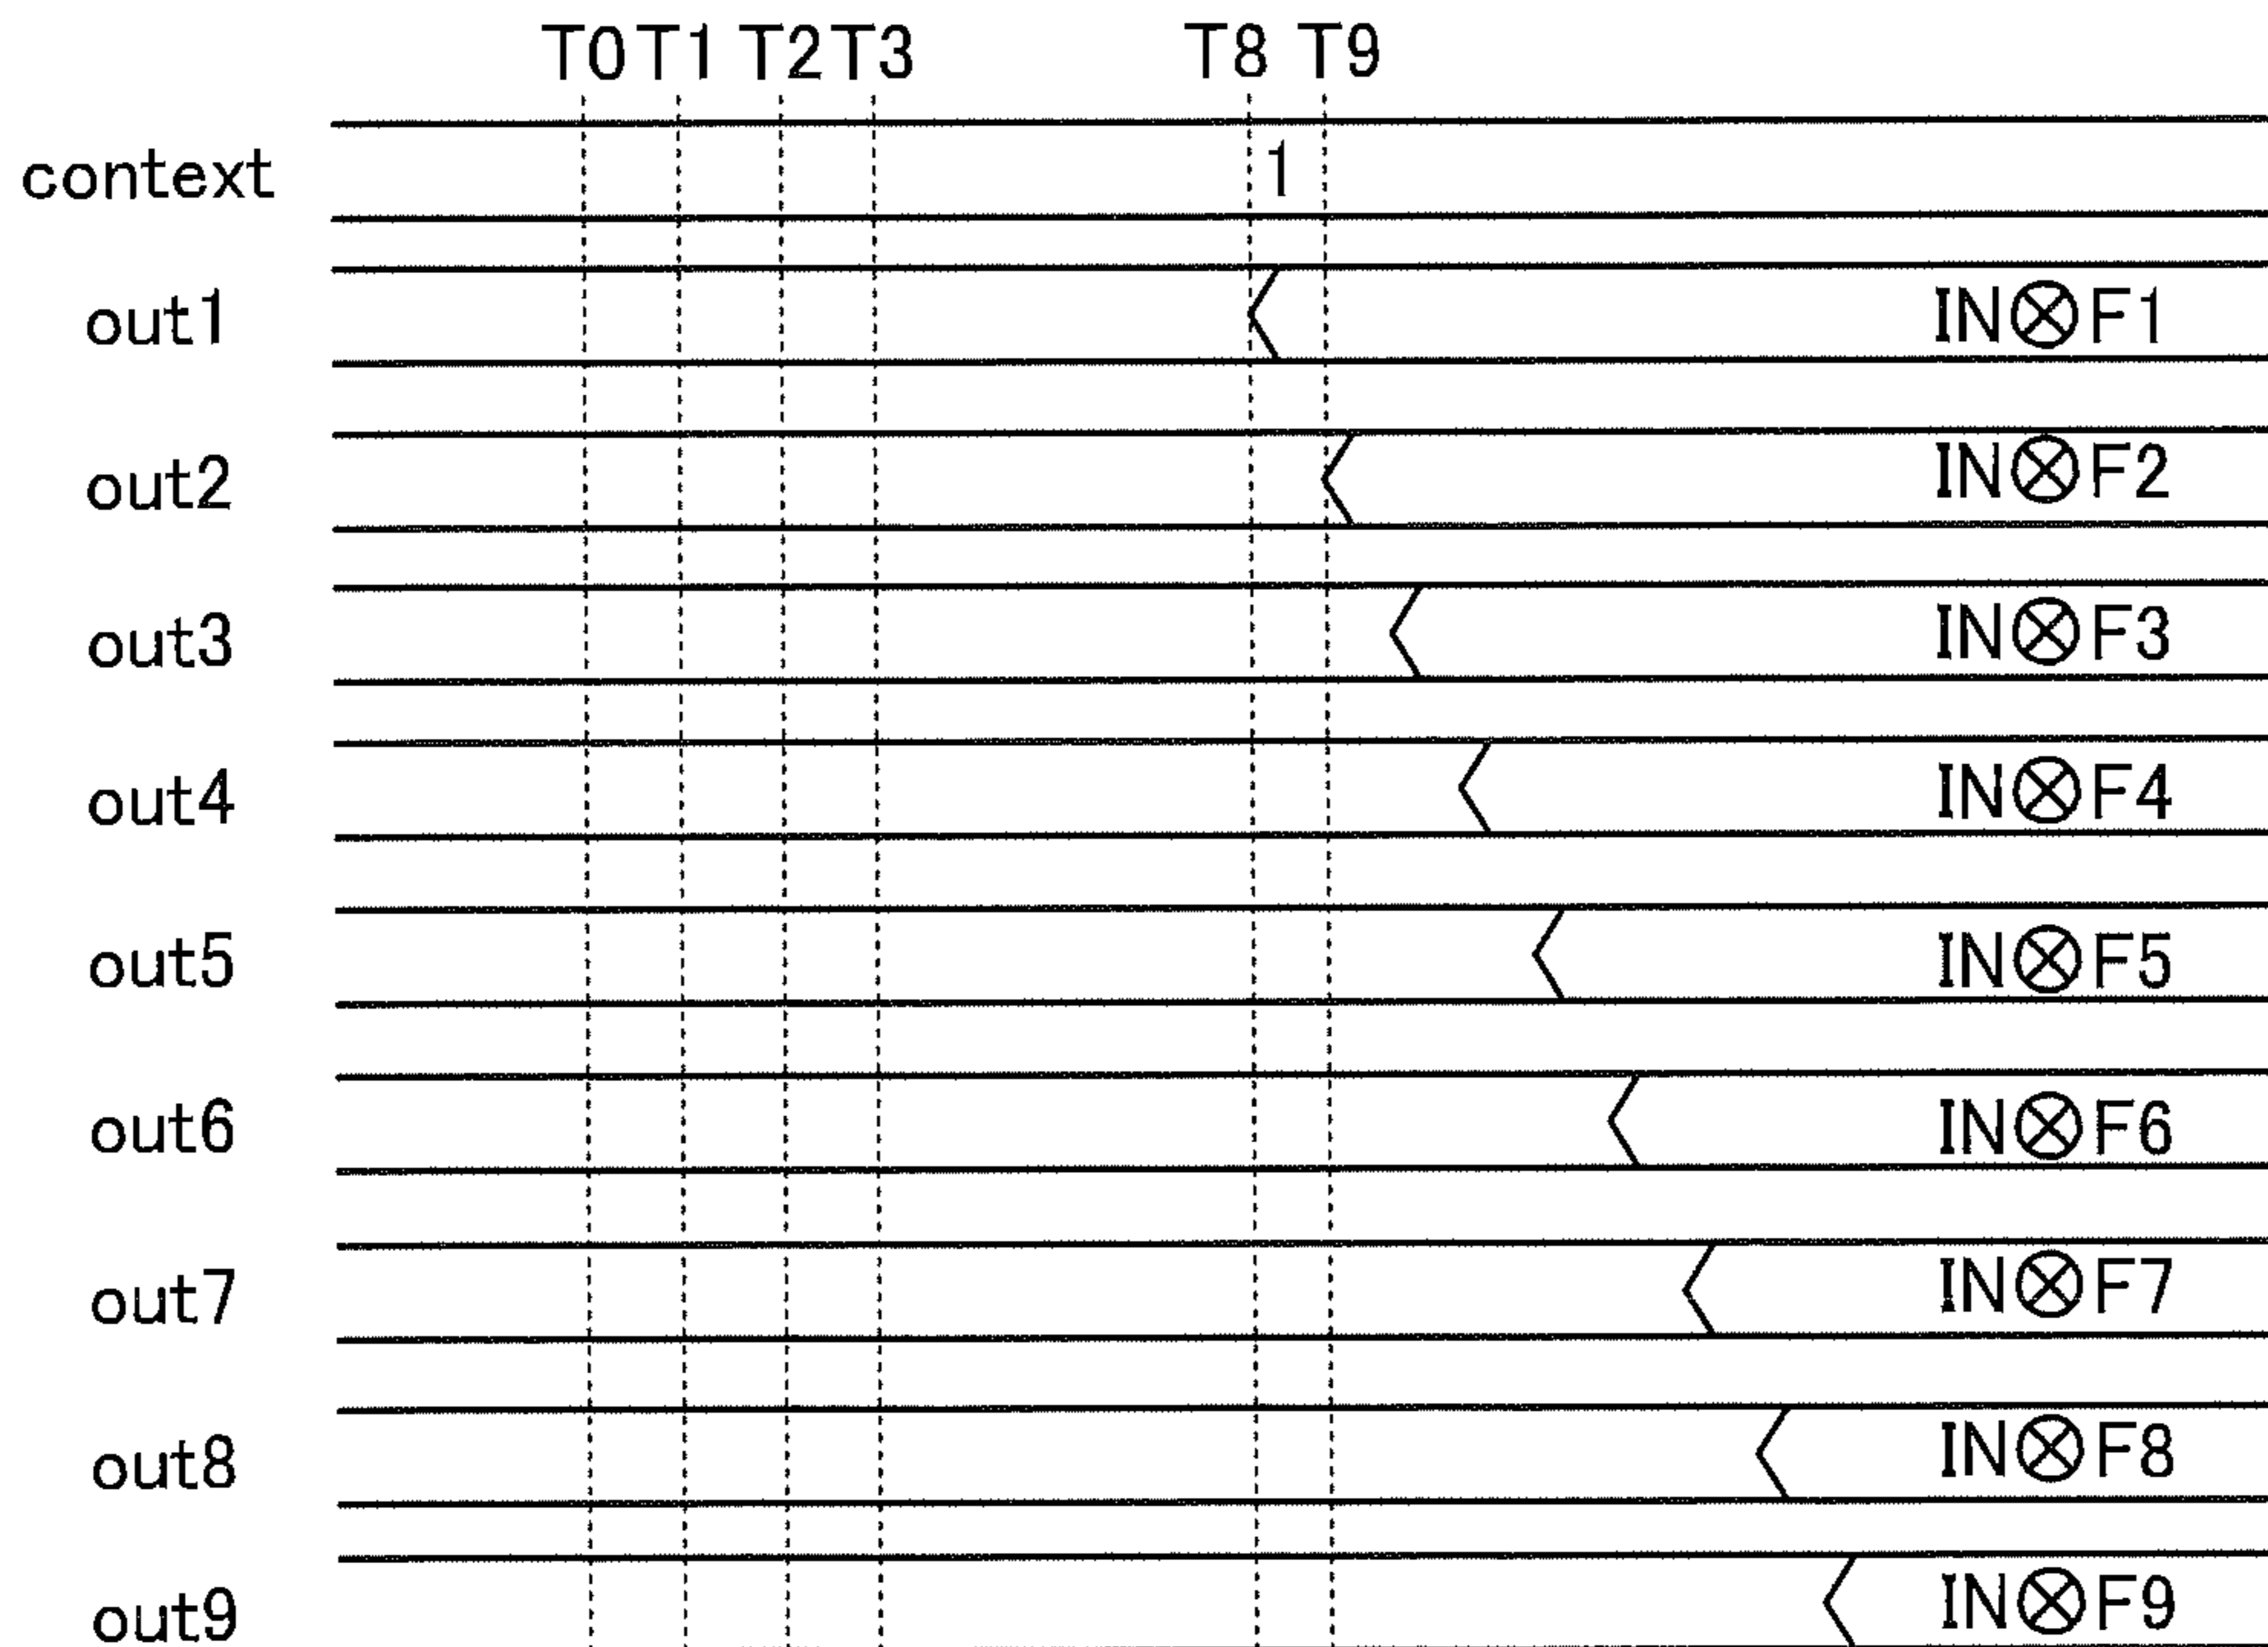 T0 T1 T2 T3 T8 T9
context 1
out1 IN⊗F1
out2 IN⊗F2
out3 IN⊗F3
out4 IN⊗F4
out5 IN⊗F5
out6 IN⊗F6
out7 IN⊗F7
out8 IN⊗F8
out9 IN⊗F9